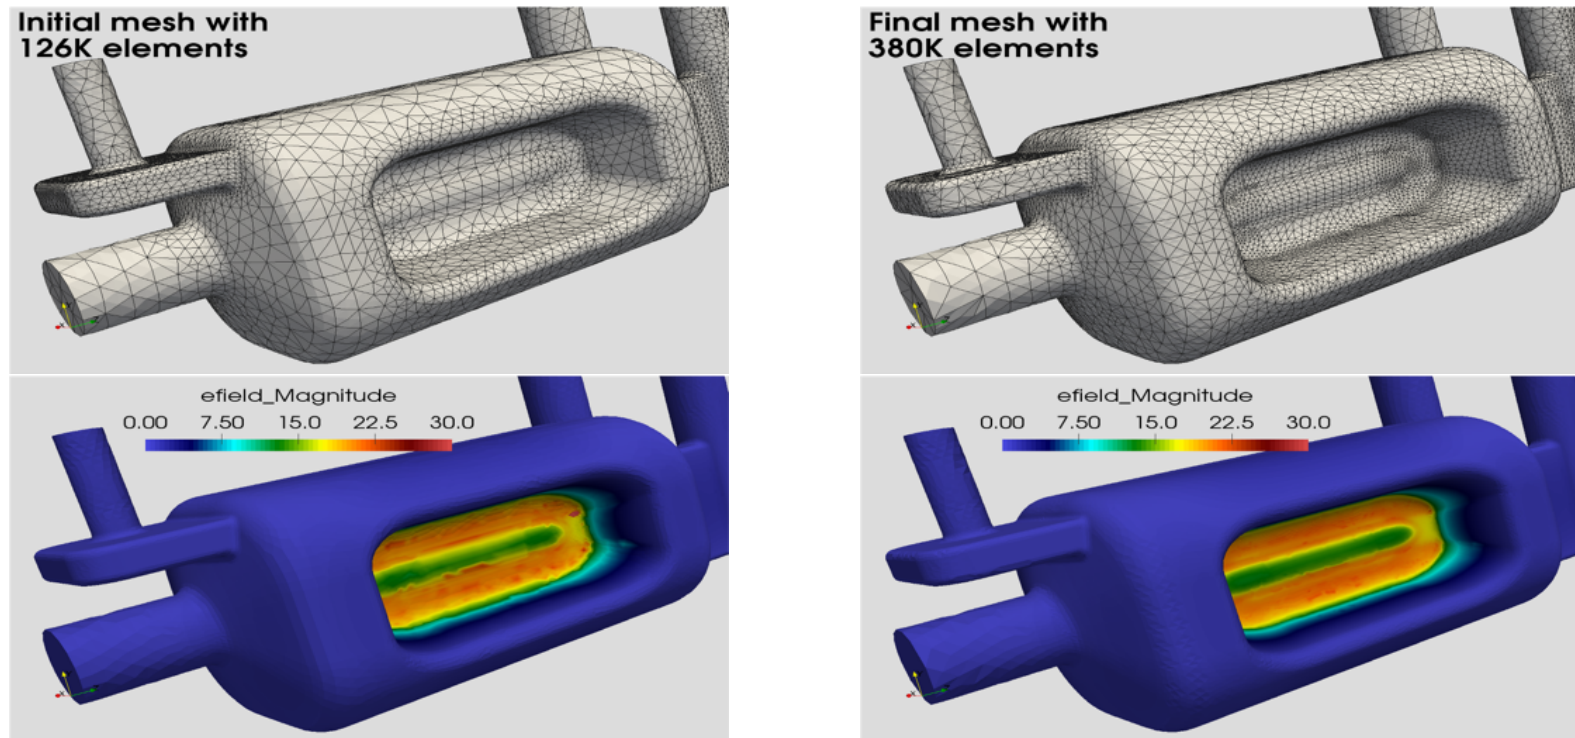 Initial mesh with
126K elements
Final mesh with
380K elements
efield_Magnitude
0.00 7.50 15.0 22.5 30.0
efield_Magnitude
0.00 7.50 15.0 22.5 30.0